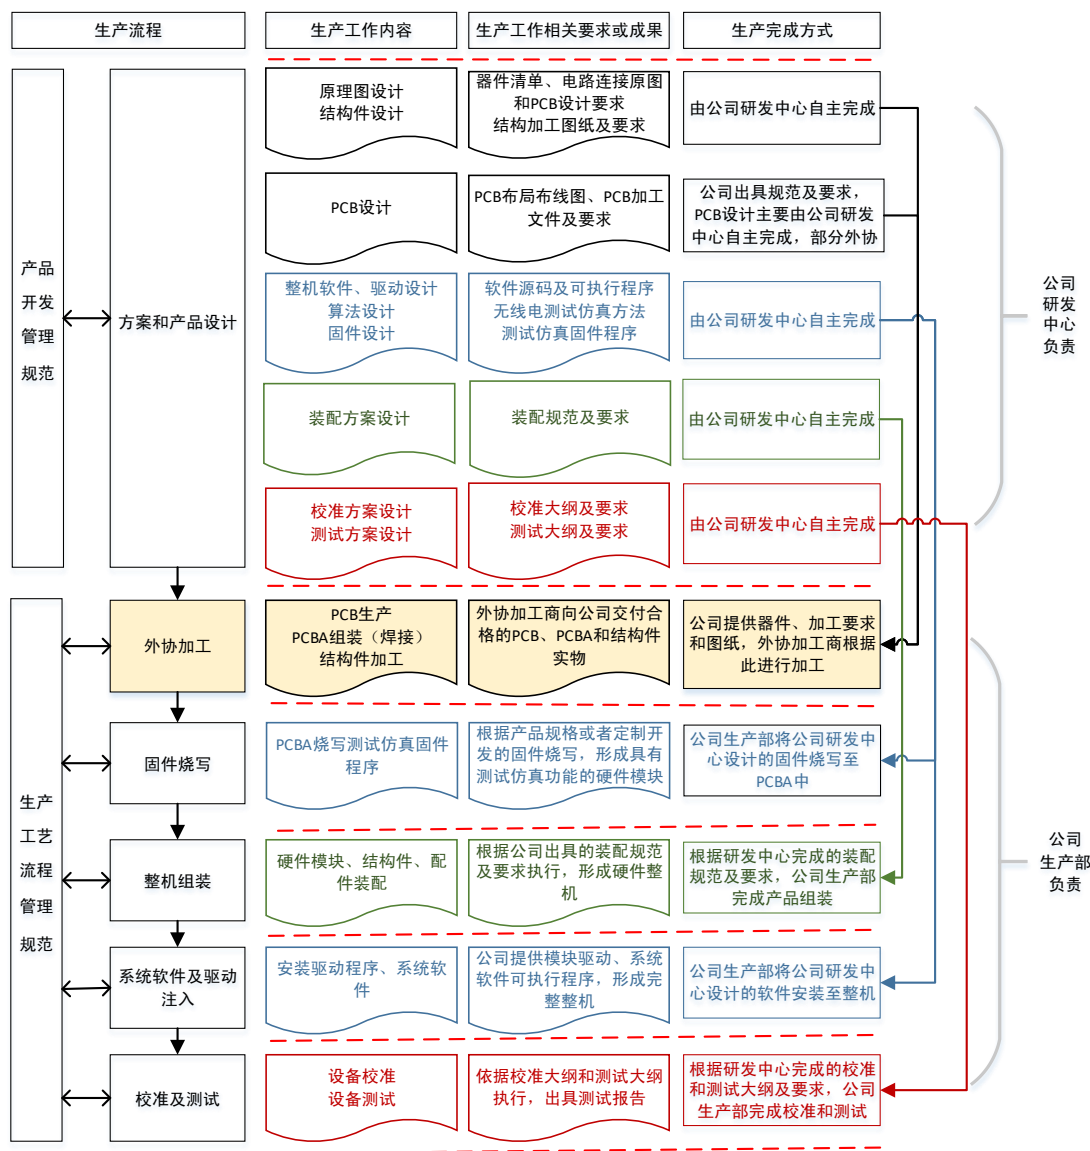 生产流程
生产工作内容
生产工作相关要求或成果
生产完成方式
产品
开发
管理
规范
方案和产品设计
原理图设计
结构件设计
器件清单、电路连接原图
和PCB设计要求
结构加工图纸及要求
由公司研发中心自主完成
PCB设计
PCB布局布线图、PCB加工
文件及要求
公司出具规范及要求，
PCB设计主要由公司研发
中心自主完成，部分外协
整机软件、驱动设计
算法设计
固件设计
软件源码及可执行程序
无线电测试仿真方法
测试仿真固件程序
由公司研发中心自主完成
装配方案设计
装配规范及要求
由公司研发中心自主完成
校准方案设计
测试方案设计
校准大纲及要求
测试大纲及要求
由公司研发中心自主完成
公司
研发
中心
负责
生产
工艺
流程
管理
规范
外协加工
PCB生产
PCBA组装（焊接）
结构件加工
外协加工商向公司交付合
格的PCB、PCBA和结构件
实物
公司提供器件、加工要求
和图纸，外协加工商根据
此进行加工
固件烧写
PCBA烧写测试仿真固件
程序
根据产品规格或者定制开
发的固件烧写，形成具有
测试仿真功能的硬件模块
公司生产部将公司研发中
心设计的固件烧写至
PCBA中
整机组装
硬件模块、结构件、配
件装配
根据公司出具的装配规范
及要求执行，形成硬件整
机
根据研发中心完成的装配
规范及要求，公司生产部
完成产品组装
系统软件及驱动
注入
安装驱动程序、系统软
件
公司提供模块驱动、系统
软件可执行程序，形成完
整整机
公司生产部将公司研发中
心设计的软件安装至整机
校准及测试
设备校准
设备测试
依据校准大纲和测试大纲
执行，出具测试报告
根据研发中心完成的校准
和测试大纲及要求，公司
生产部完成校准和测试
公司
生产部
负责